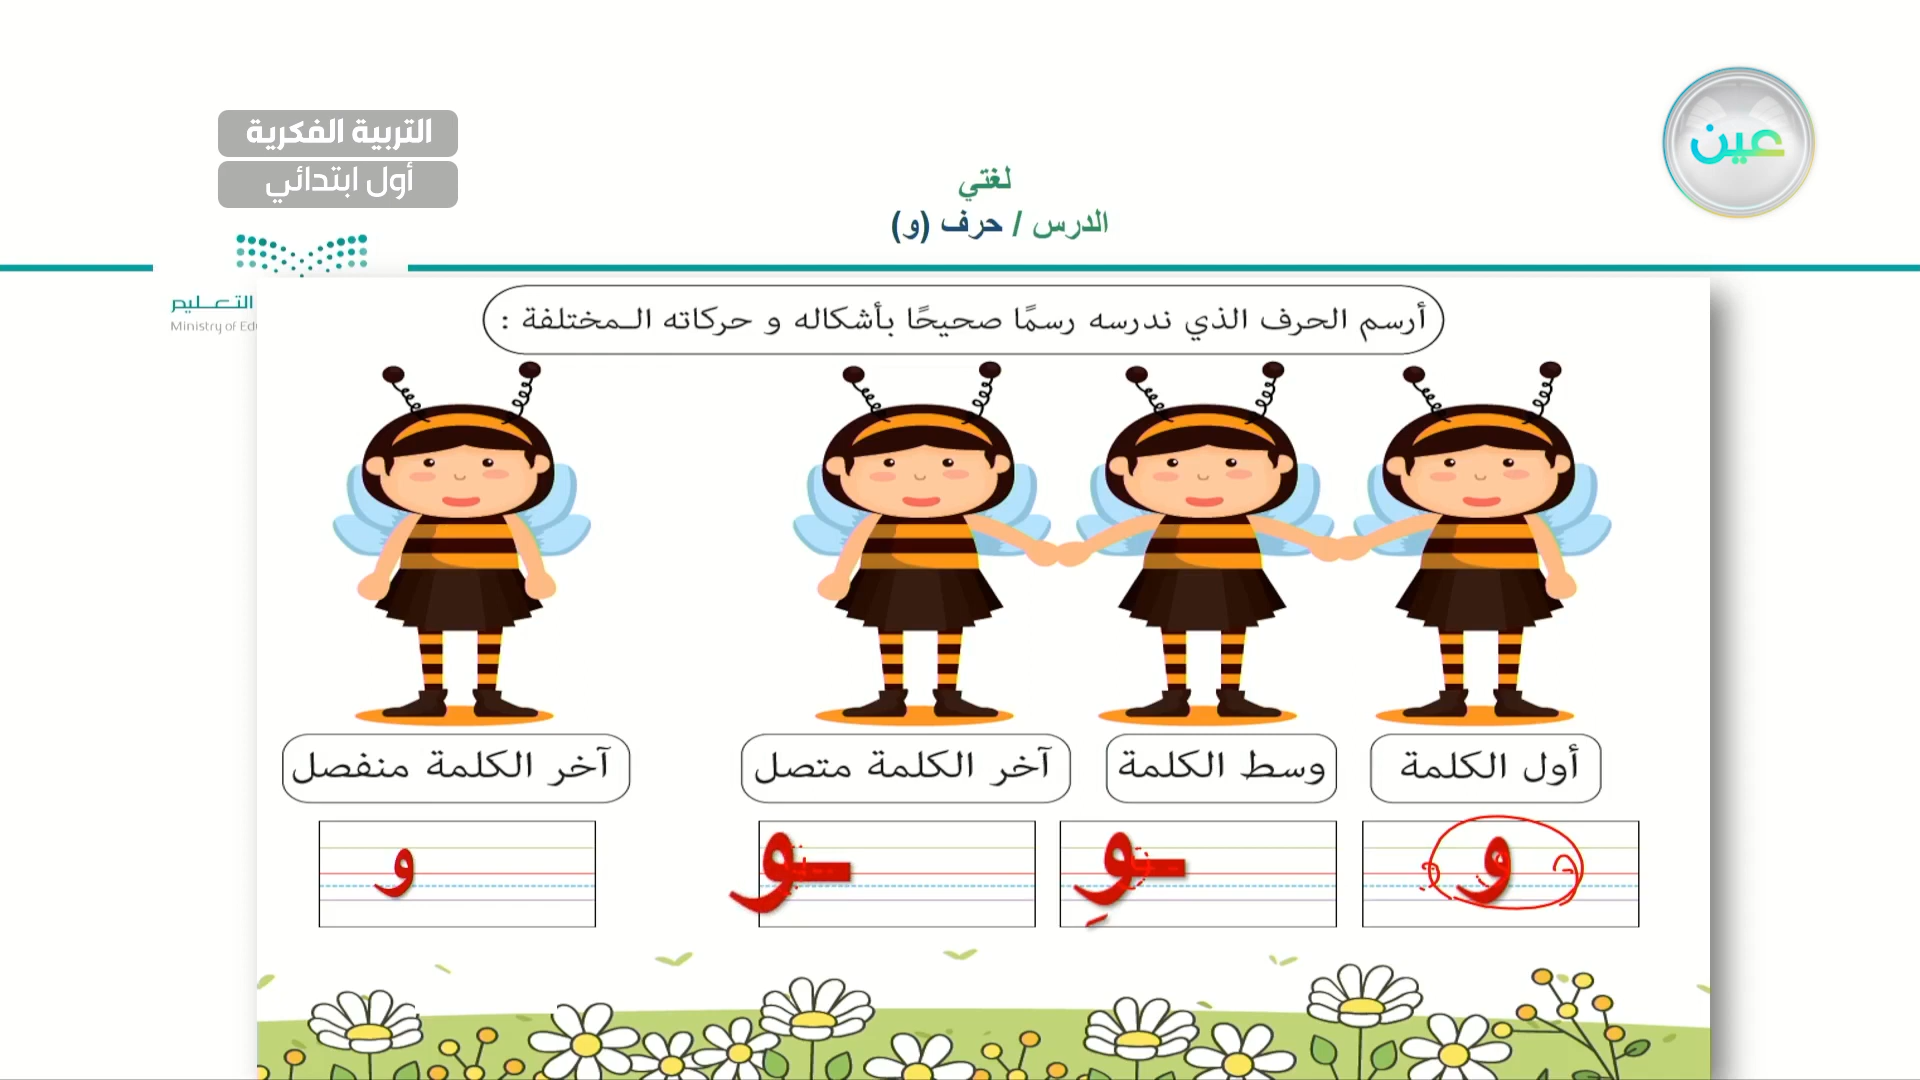 التربية الفكرية
أول ابتدائي
عين
لغتي
الدرس / حرف (و)
التعليم
Ministry of Edu
أرسم الحرف الذي ندرسه رسمًا صحيحًا بأشكاله و حركاته المختلفة :
أول الكلمة
وسط الكلمة
آخر الكلمة متصل
آخر الكلمة منفصل
و
ـوِ
ـو
و